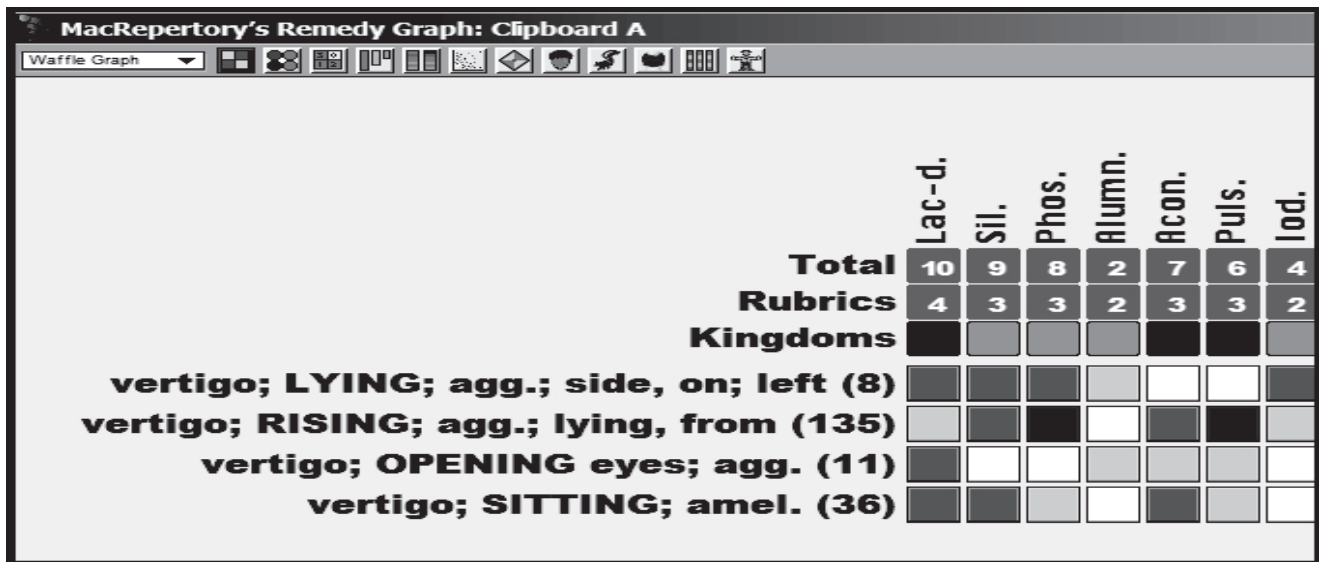 MacRepertory's Remedy Graph: Clipboard A
Waffle Graph
Lac-d. Sil. Phos. Alumn. Acon. Puls. Iod.
Total 10 9 8 2 7 6 4
Rubrics 4 3 3 2 3 3 2
Kingdoms
vertigo; LYING; agg.; side, on; left (8)
vertigo; RISING; agg.; lying, from (135)
vertigo; OPENING eyes; agg. (11)
vertigo; SITTING; amel. (36)